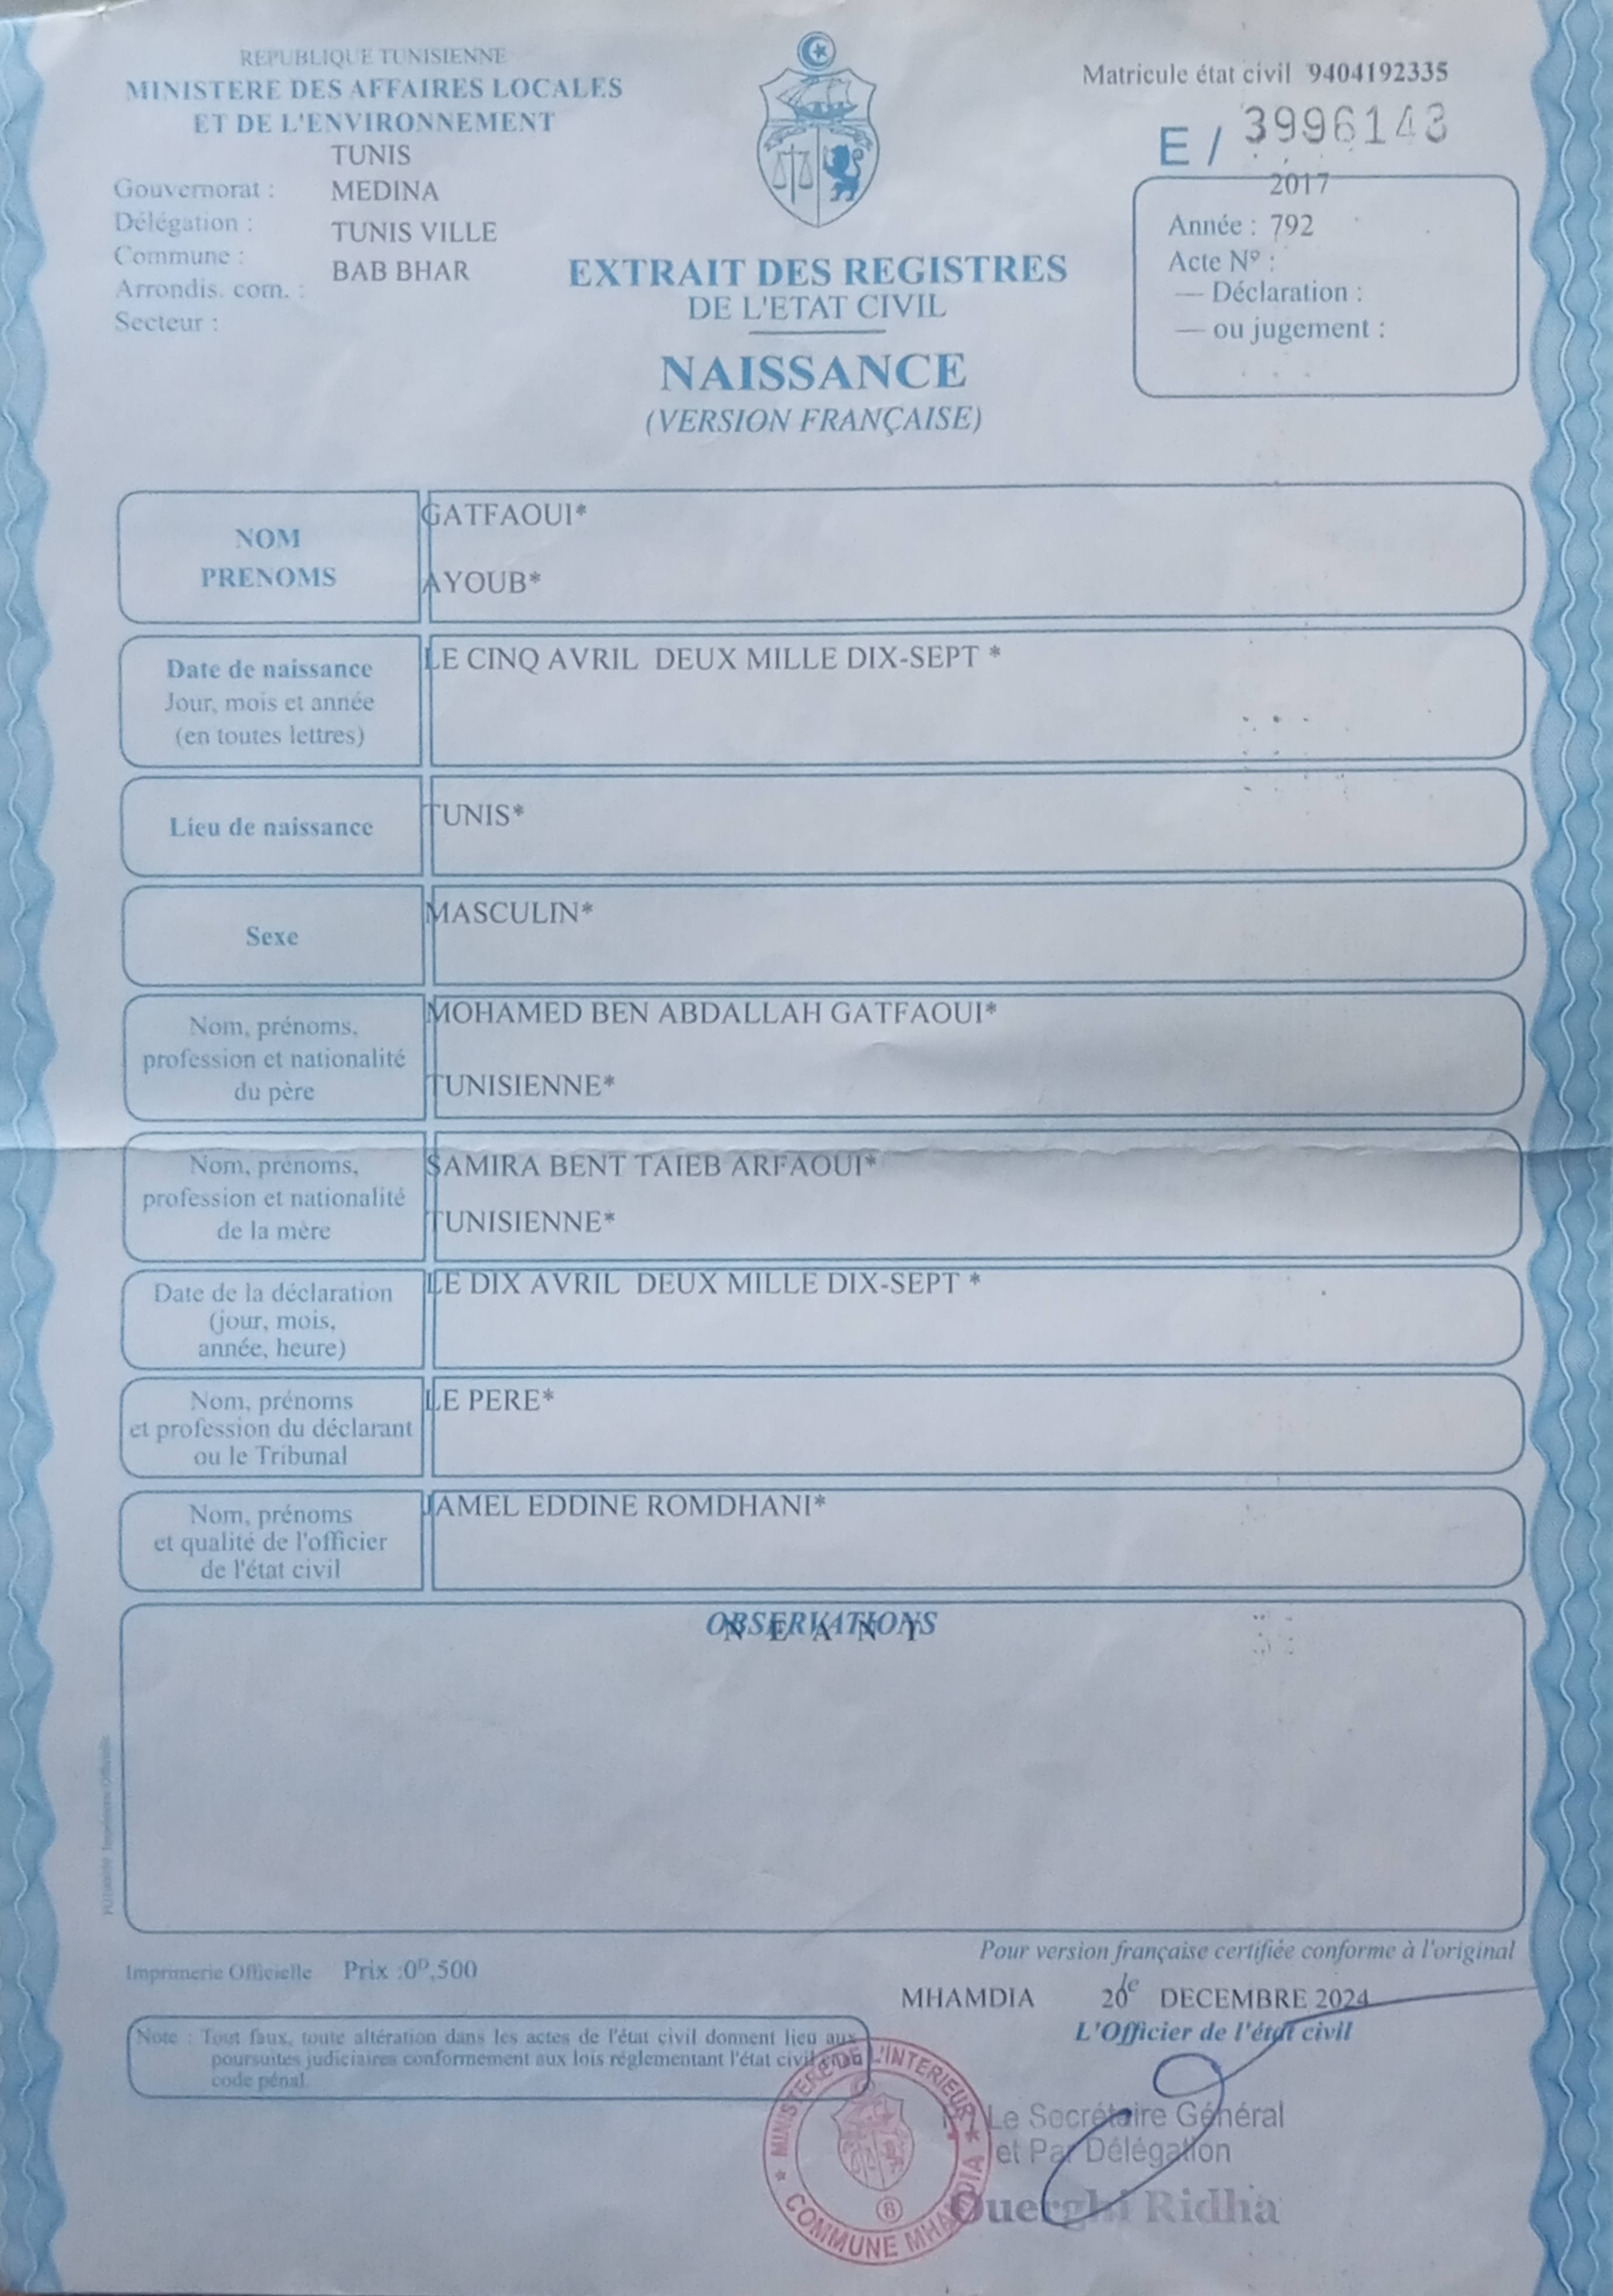 REPUBLIQUE TUNISIENNE
MINISTERE DES AFFAIRES LOCALES
ET DE L'ENVIRONNEMENT
TUNIS
Gouvernorat : MEDINA
Délégation : TUNIS VILLE
Commune :
Arrondis. com. : BAB BHAR
Secteur :
Matricule état civil 9404192335
E / 3996143
2017
Année : 792
Acte Nº :
— Déclaration :
— ou jugement :
EXTRAIT DES REGISTRES
DE L'ETAT CIVIL
NAISSANCE
(VERSION FRANÇAISE)
NOM
PRENOMS
GATFAOUI*
AYOUB*
Date de naissance
Jour, mois et année
(en toutes lettres)
LE CINQ AVRIL DEUX MILLE DIX-SEPT *
Lieu de naissance
TUNIS*
Sexe
MASCULIN*
Nom, prénoms,
profession et nationalité
du père
MOHAMED BEN ABDALLAH GATFAOUI*
TUNISIENNE*
Nom, prénoms,
profession et nationalité
de la mère
SAMIRA BENT TAIEB ARFAOUI*
TUNISIENNE*
Date de la déclaration
(jour, mois,
année, heure)
LE DIX AVRIL DEUX MILLE DIX-SEPT *
Nom, prénoms
et profession du déclarant
ou le Tribunal
LE PERE*
Nom, prénoms
et qualité de l'officier
de l'état civil
JAMEL EDDINE ROMDHANI*
OBSERVATIONS
N E A N T
Imprimerie Officielle Prix :0ᴰ,500
Pour version française certifiée conforme à l'original
MHAMDIA 20 le DECEMBRE 2024
L'Officier de l'état civil
Note : Tout faux, toute altération dans les actes de l'état civil donnent lieu aux
poursuites judiciaires conformement aux lois réglementant l'état civil
code pénal.
MINISTERE DE L'INTERIEUR
COMMUNE MHAMDIA
8
Le Secrétaire Général
et Par Délégation
Ouerghi Ridha